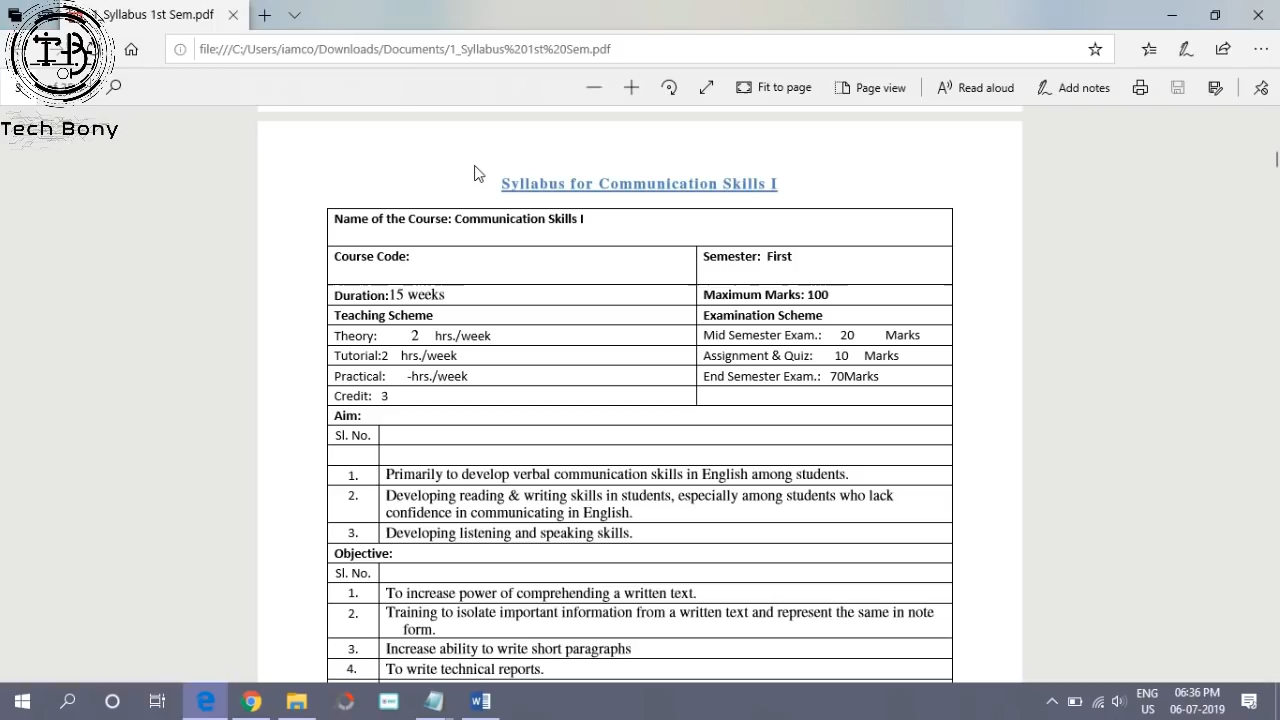 Syllabus 1st Sem.pdf
file:///C:/Users/iamco/Downloads/Documents/1_Syllabus%201st%20Sem.pdf
Fit to page
Page view
Read aloud
Add notes
Tech Bony
Syllabus for Communication Skills I
Name of the Course: Communication Skills I
Course Code:
Semester: First
Duration:15 weeks
Maximum Marks: 100
Teaching Scheme
Examination Scheme
Theory: 2 hrs./week
Mid Semester Exam.: 20 Marks
Tutorial:2 hrs./week
Assignment & Quiz: 10 Marks
Practical: -hrs./week
End Semester Exam.: 70Marks
Credit: 3
Aim:
Sl. No.
1. Primarily to develop verbal communication skills in English among students.
2. Developing reading & writing skills in students, especially among students who lack
confidence in communicating in English.
3. Developing listening and speaking skills.
Objective:
Sl. No.
1. To increase power of comprehending a written text.
2. Training to isolate important information from a written text and represent the same in note
form.
3. Increase ability to write short paragraphs
4. To write technical reports.
ENG
US
06:36 PM
06-07-2019